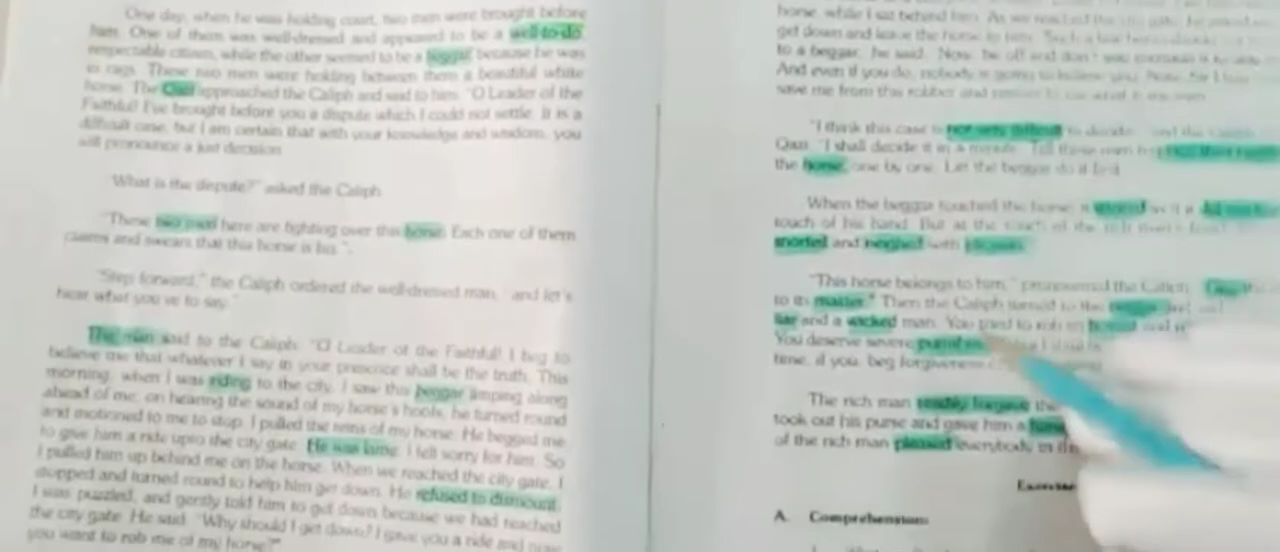 One day, when he was holding court, two men were brought before
him. One of them was well-dressed and appeared to be a well-to-do
respectable citizen, while the other seemed to be a beggar because he was
in rags. These two men were holding between them a beautiful white
horse. The Qazi approached the Caliph and said to him: "O Leader of the
Faithful! I've brought before you a dispute which I could not settle. It is a
difficult case, but I am certain that with your knowledge and wisdom, you
will pronounce a just decision.
"What is the dispute?" asked the Caliph.
"These two men here are fighting over this horse. Each one of them
claims and swears that this horse is his."
"Step forward," the Caliph ordered the well-dressed man, "and let's
hear what you've to say."
The man said to the Caliph: "O Leader of the Faithful! I beg to
believe me that whatever I say in your presence shall be the truth. This
morning, when I was riding to the city, I saw this beggar limping along
ahead of me; on hearing the sound of my horse's hoofs, he turned round
and motioned to me to stop. I pulled the reins of my horse. He begged me
to give him a ride upto the city gate. He was lame. I felt sorry for him. So
I pulled him up behind me on the horse. When we reached the city gate, I
stopped and turned round to help him get down. He refused to dismount.
I was puzzled, and gently told him to get down because we had reached
the city gate. He said: "Why should I get down? I gave you a ride and now
you want to rob me of my horse?"
horse, while I sat behind him. As we reached the city gate, he
get down and leave the horse to him.
to a beggar, he said. Now, be off and don't you
And even if you do, nobody is going to believe you.
save me from this robber and
"I think this case is not very difficult to decide," said the Caliph
Qazi. "I shall decide it in a minute. Tell these men to
the horse, one by one. Let the beggar do it first.
When the beggar touched the horse, it as if it did not
touch of his hand. But at the touch of the rich man's hand,
snorted and neighed with pleasure.
"This horse belongs to him," pronounced the Caliph.
to its master." Then the Caliph turned to the beggar and
liar and a wicked man. You tried to rob
You deserve severe
time, if you, beg forgiveness
The rich man readily forgave the
took out his purse and gave him a
of the rich man pleased everybody in the
Exercise
A. Comprehension: